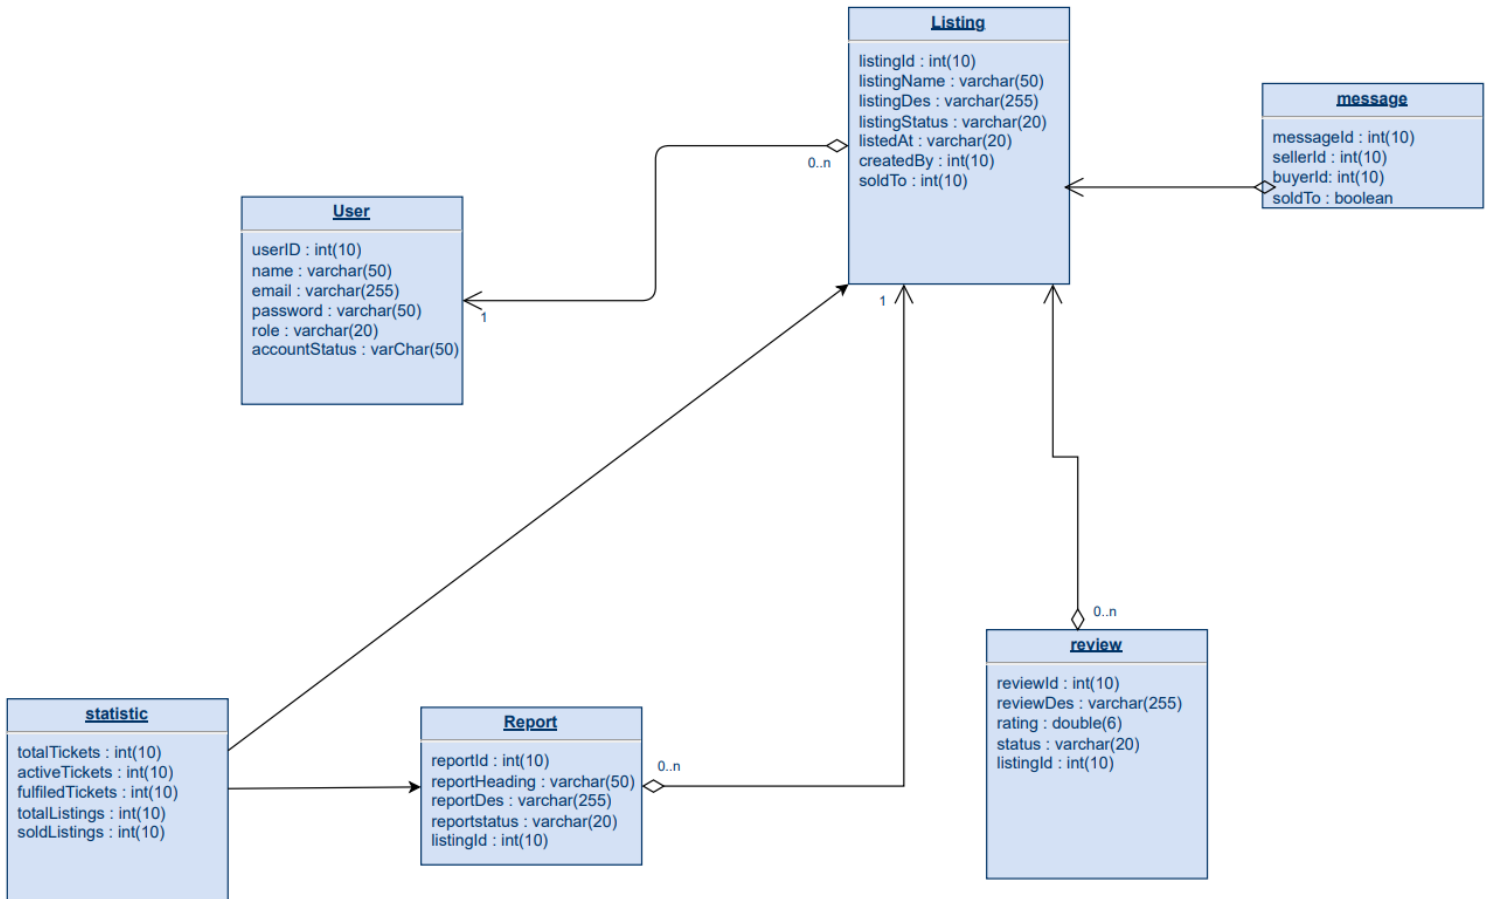 Listing
listingId : int(10)
listingName : varchar(50)
listingDes : varchar(255)
listingStatus : varchar(20)
listedAt : varchar(20)
createdBy : int(10)
soldTo : int(10)
message
messageId : int(10)
sellerId : int(10)
buyerId: int(10)
soldTo : boolean
0..n
User
userID : int(10)
name : varchar(50)
email : varchar(255)
password : varchar(50)
role : varchar(20)
accountStatus : varChar(50)
1
1
0..n
review
reviewId : int(10)
reviewDes : varchar(255)
rating : double(6)
status : varchar(20)
listingId : int(10)
statistic
totalTickets : int(10)
activeTickets : int(10)
fulfiledTickets : int(10)
totalListings : int(10)
soldListings : int(10)
Report
reportId : int(10)
reportHeading : varchar(50)
reportDes : varchar(255)
reportstatus : varchar(20)
listingId : int(10)
0..n